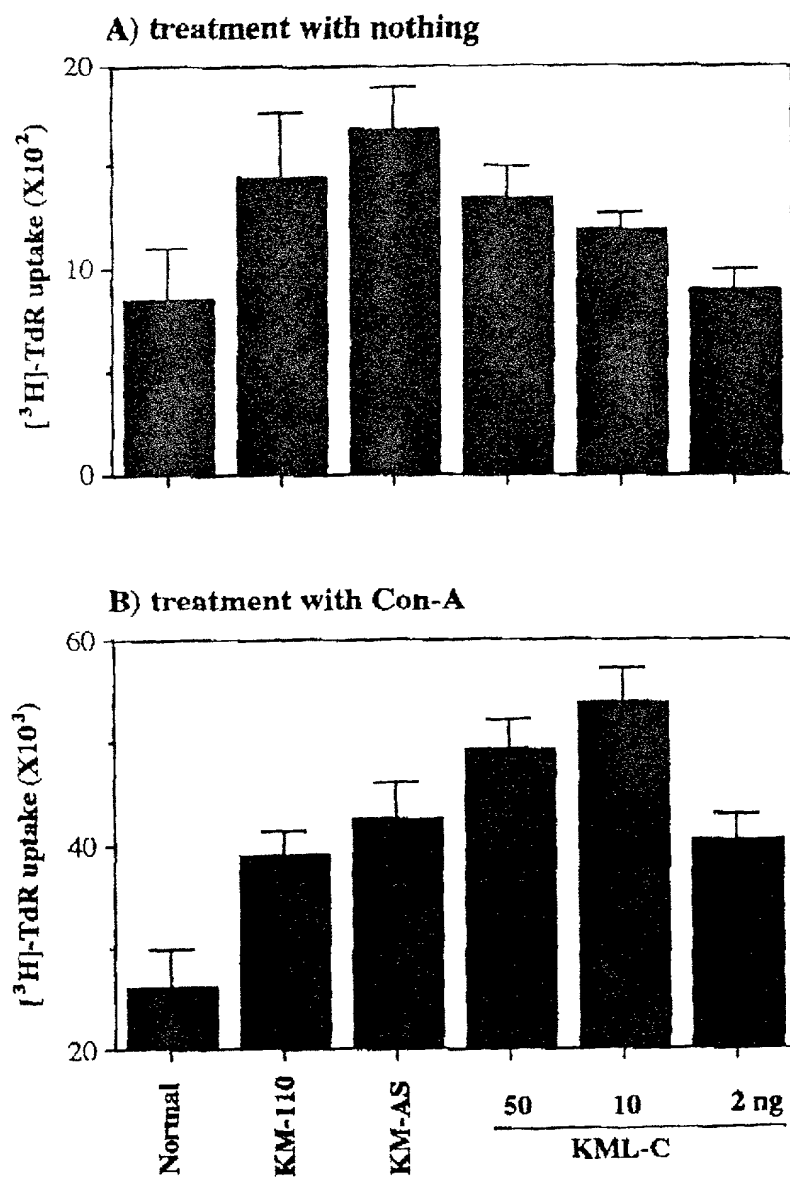 A) treatment with nothing
[³H]-TdR uptake (X10²)
20
10
0
B) treatment with Con-A
[³H]-TdR uptake (X10³)
60
40
20
Normal
KM-110
KM-AS
50 10 2 ng
KML-C